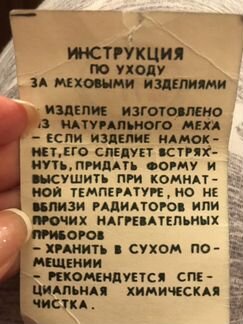 ИНСТРУКЦИЯ
ПО УХОДУ
ЗА МЕХОВЫМИ ИЗДЕЛИЯМИ
- ИЗДЕЛИЕ ИЗГОТОВЛЕНО
ИЗ НАТУРАЛЬНОГО МЕХА
- ЕСЛИ ИЗДЕЛИЕ НАМОК-
НЕТ, ЕГО СЛЕДУЕТ ВСТРЯХ-
НУТЬ, ПРИДАТЬ ФОРМУ И
ВЫСУШИТЬ ПРИ КОМНАТ-
НОЙ ТЕМПЕРАТУРЕ, НО НЕ
ВБЛИЗИ РАДИАТОРОВ ИЛИ
ПРОЧИХ НАГРЕВАТЕЛЬНЫХ
ПРИБОРОВ
- ХРАНИТЬ В СУХОМ ПО-
МЕЩЕНИИ
- РЕКОМЕНДУЕТСЯ СПЕ-
ЦИАЛЬНАЯ ХИМИЧЕСКАЯ
ЧИСТКА.